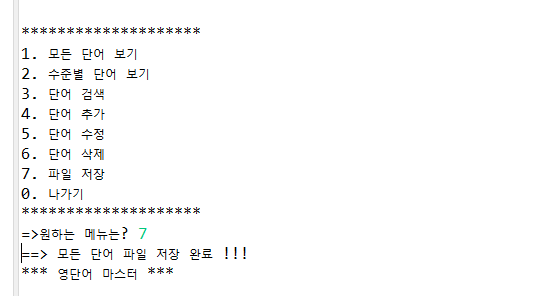 ********************
1. 모든 단어 보기
2. 수준별 단어 보기
3. 단어 검색
4. 단어 추가
5. 단어 수정
6. 단어 삭제
7. 파일 저장
0. 나가기
********************
=>원하는 메뉴는? 7
==> 모든 단어 파일 저장 완료 !!!
*** 영단어 마스터 ***